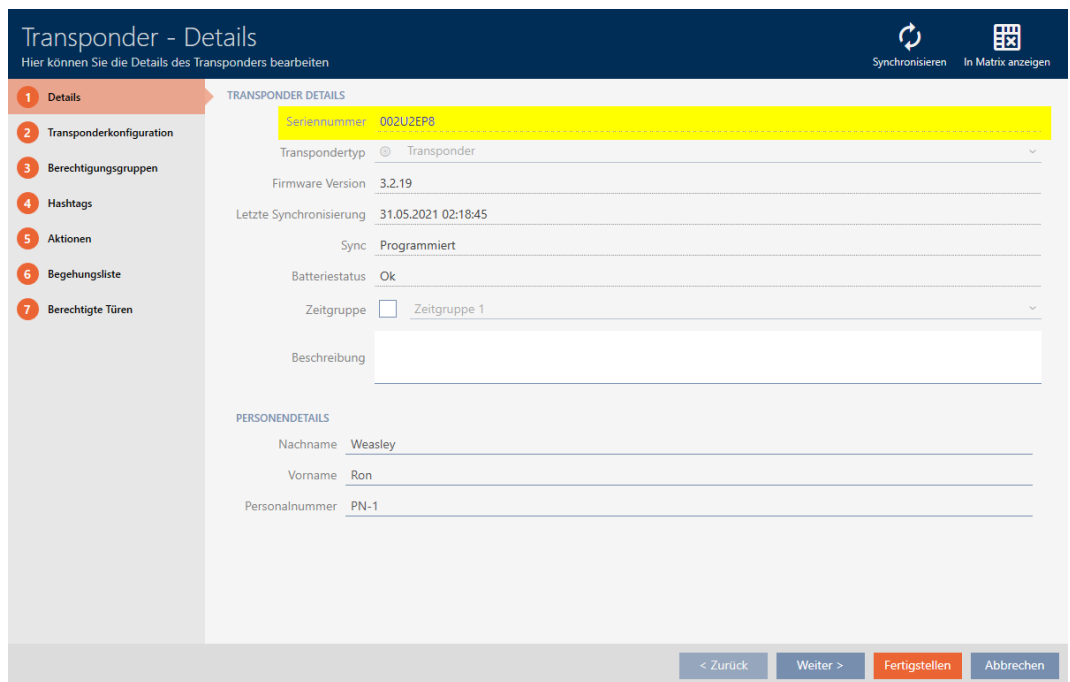 Transponder - Details
Hier können Sie die Details des Transponders bearbeiten
Synchronisieren
In Matrix anzeigen
1 Details
2 Transponderkonfiguration
3 Berechtigungsgruppen
4 Hashtags
5 Aktionen
6 Begehungsliste
7 Berechtigte Türen
TRANSPONDER DETAILS
Seriennummer 002U2EP8
Transpondertyp Transponder
Firmware Version 3.2.19
Letzte Synchronisierung 31.05.2021 02:18:45
Sync Programmiert
Batteriestatus Ok
Zeitgruppe Zeitgruppe 1
Beschreibung
PERSONENDETAILS
Nachname Weasley
Vorname Ron
Personalnummer PN-1
< Zurück
Weiter >
Fertigstellen
Abbrechen